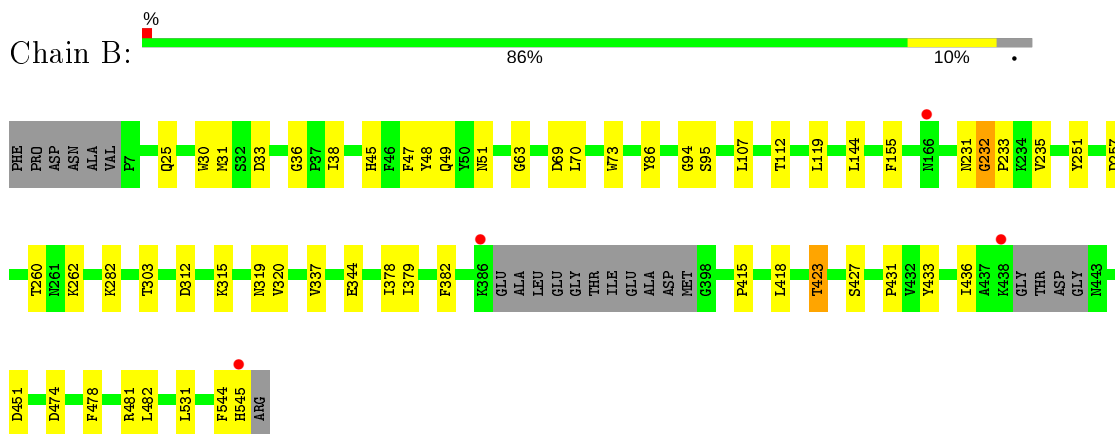 %
Chain B:
86% 10% •
PHE PRO ASP ASN ALA VAL P7 Q25 W30 M31 S32 D33 G36 P37 I38 H45 F46 F47 Y48 Q49 Y50 N51 G63 D69 L70 W73 Y86 G94 S95 L107 T112 L119 L144 F155 N166 N231 G232 P233 K234 V235 Y251
T260 N261 K262 K282 T303 D312 K315 N319 V320 V337 E344 I378 I379 F382 K386 GLU ALA LEU GLU GLY THR ILE GLU ALA ASP MET G398 P415 L418 T423 S427 P431 V432 Y433 I436 A437 K438 GLY THR ASP GLY N443
D451 D474 F478 R481 L482 L531 F544 H545 ARG